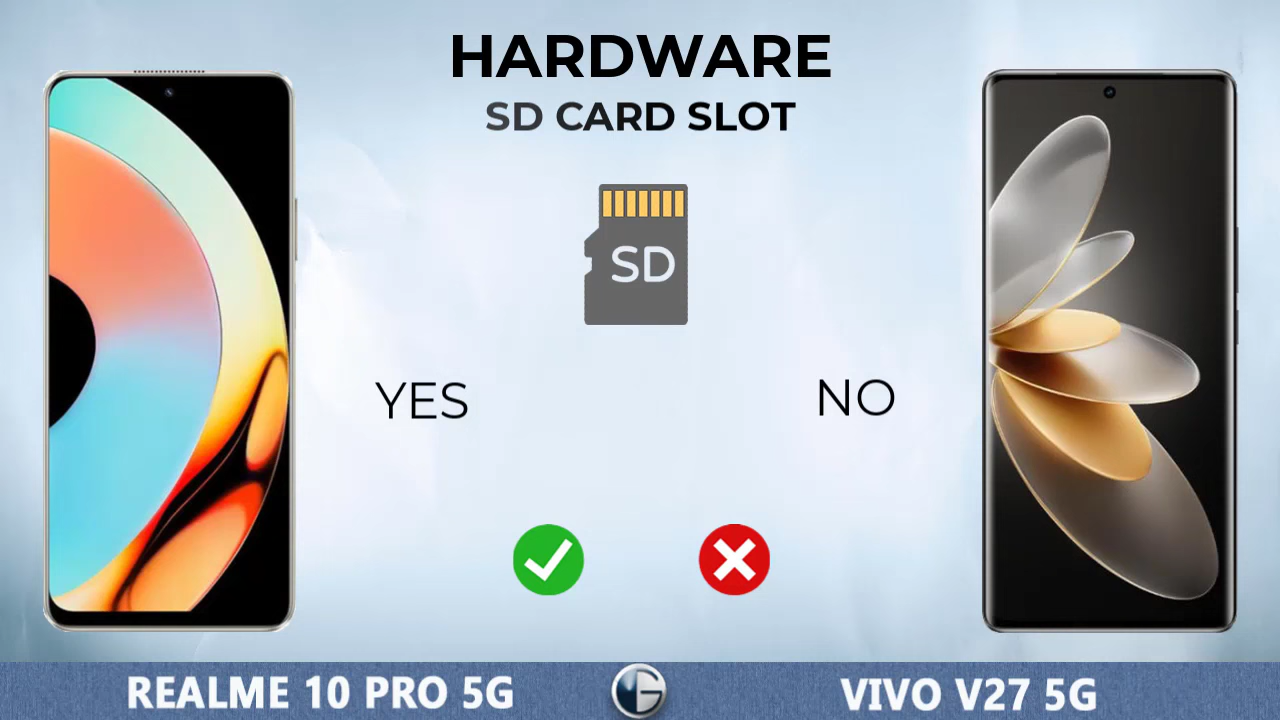 HARDWARE
SD CARD SLOT
SD
YES
NO
REALME 10 PRO 5G
VIVO V27 5G